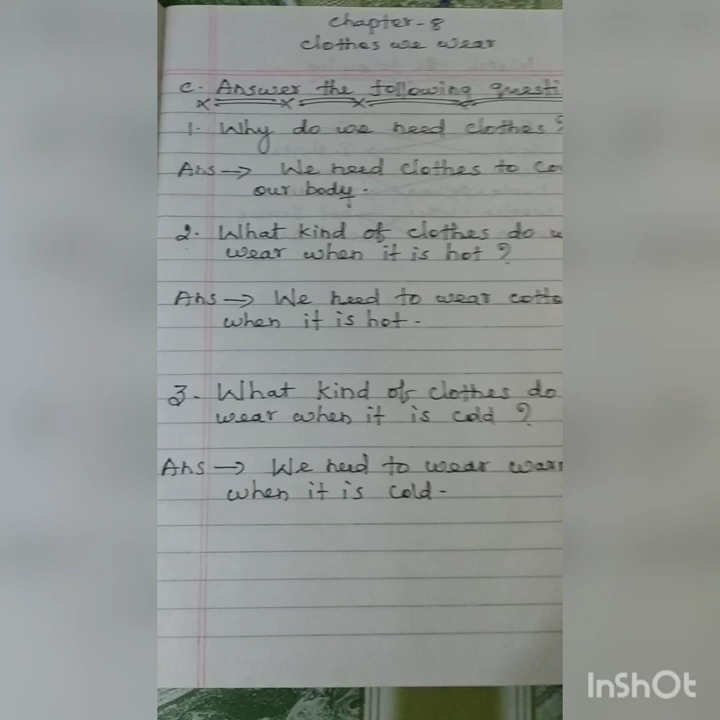 Chapter-8
clothes we wear
C. Answer the following questi
1. Why do we need clothes?
Ans → We need clothes to co
our body.
2. What kind of clothes do w
wear when it is hot?
Ans → We need to wear cotto
when it is hot.
3. What kind of clothes do
wear when it is cold?
Ans → We need to wear warm
when it is cold.
InShOt